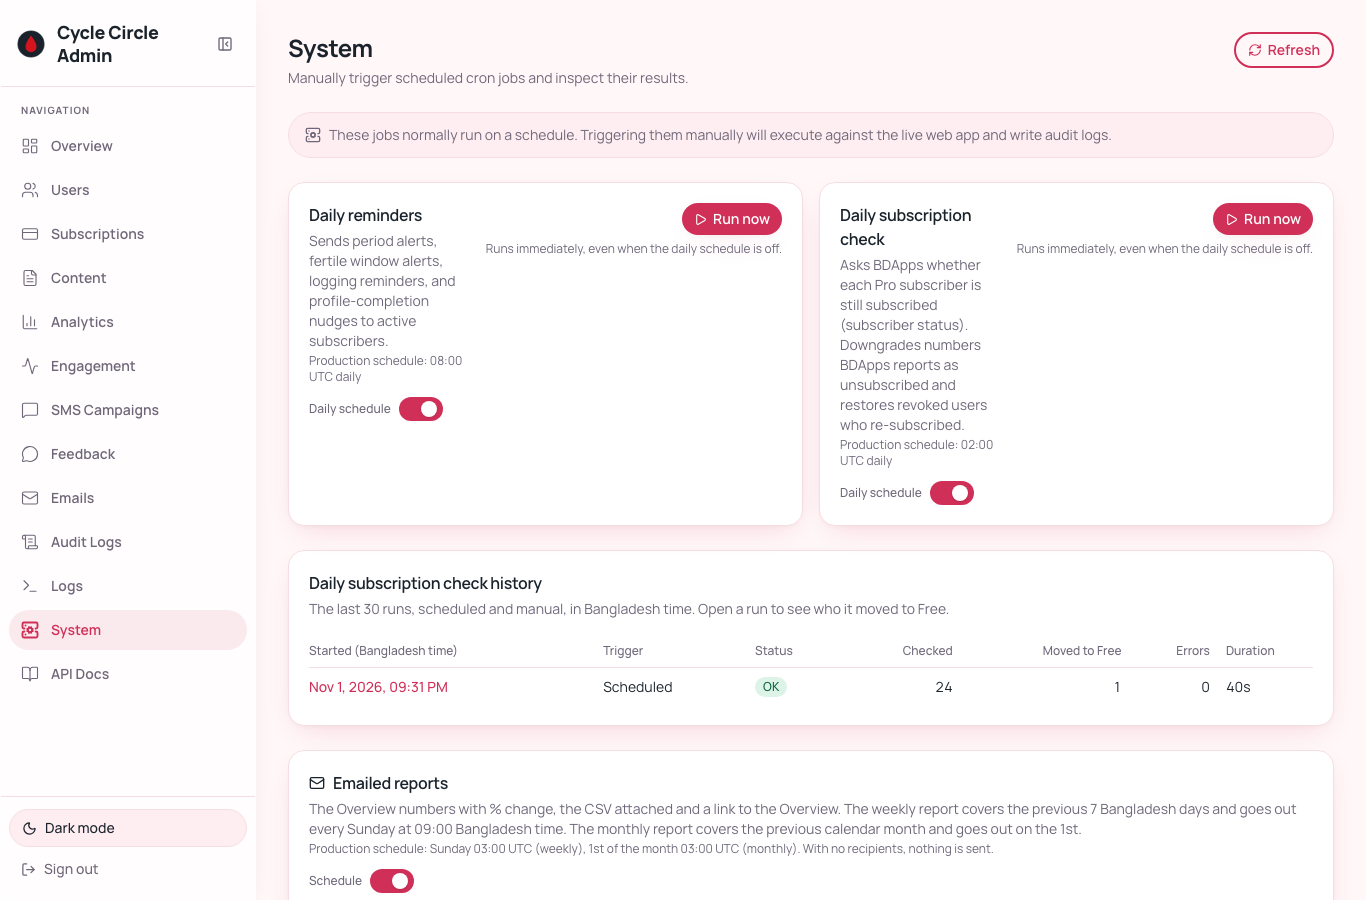 Cycle Circle
Admin
NAVIGATION
Overview
Users
Subscriptions
Content
Analytics
Engagement
SMS Campaigns
Feedback
Emails
Audit Logs
Logs
System
API Docs
Dark mode
Sign out
System
Manually trigger scheduled cron jobs and inspect their results.
Refresh
These jobs normally run on a schedule. Triggering them manually will execute against the live web app and write audit logs.
Daily reminders
Sends period alerts,
fertile window alerts,
logging reminders, and
profile-completion
nudges to active
subscribers.
Production schedule: 08:00
UTC daily
Daily schedule
Run now
Runs immediately, even when the daily schedule is off.
Daily subscription
check
Asks BDApps whether
each Pro subscriber is
still subscribed
(subscriber status).
Downgrades numbers
BDApps reports as
unsubscribed and
restores revoked users
who re-subscribed.
Production schedule: 02:00
UTC daily
Daily schedule
Run now
Runs immediately, even when the daily schedule is off.
Daily subscription check history
The last 30 runs, scheduled and manual, in Bangladesh time. Open a run to see who it moved to Free.
Started (Bangladesh time) Trigger Status Checked Moved to Free Errors Duration
Nov 1, 2026, 09:31 PM Scheduled OK 24 1 0 40s
Emailed reports
The Overview numbers with % change, the CSV attached and a link to the Overview. The weekly report covers the previous 7 Bangladesh days and goes out
every Sunday at 09:00 Bangladesh time. The monthly report covers the previous calendar month and goes out on the 1st.
Production schedule: Sunday 03:00 UTC (weekly), 1st of the month 03:00 UTC (monthly). With no recipients, nothing is sent.
Schedule